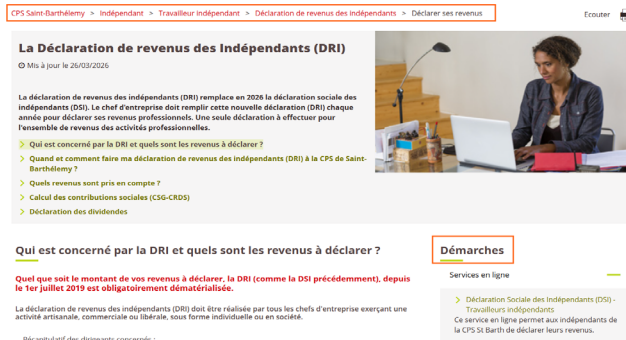 CPS Saint-Barthélemy > Indépendant > Travailleur indépendant > Déclaration de revenus des indépendants > Déclarer ses revenus
Ecouter
La Déclaration de revenus des Indépendants (DRI)
Mis à jour le 26/03/2026
La déclaration de revenus des indépendants (DRI) remplace en 2026 la déclaration sociale des
indépendants (DSI). Le chef d'entreprise doit remplir cette nouvelle déclaration (DRI) chaque
année pour déclarer ses revenus professionnels. Une seule déclaration à effectuer pour
l'ensemble de revenus des activités professionnelles.
> Qui est concerné par la DRI et quels sont les revenus à déclarer ?
> Quand et comment faire ma déclaration de revenus des indépendants (DRI) à la CPS de Saint-
Barthélemy ?
> Quels revenus sont pris en compte ?
> Calcul des contributions sociales (CSG-CRDS)
> Déclaration des dividendes
Qui est concerné par la DRI et quels sont les revenus à déclarer ?
Quel que soit le montant de vos revenus à déclarer, la DRI (comme la DSI précédemment), depuis
le 1er juillet 2019 est obligatoirement dématérialisée.
La déclaration de revenus des indépendants (DRI) doit être réalisée par tous les chefs d'entreprise exerçant une
activité artisanale, commerciale ou libérale, sous forme individuelle ou en société.
Récapitulatif des dirigeants concernés :
Démarches
Services en ligne
> Déclaration Sociale des Indépendants (DSI) -
Travailleurs indépendants
Ce service en ligne permet aux indépendants de
la CPS St Barth de déclarer leurs revenus.